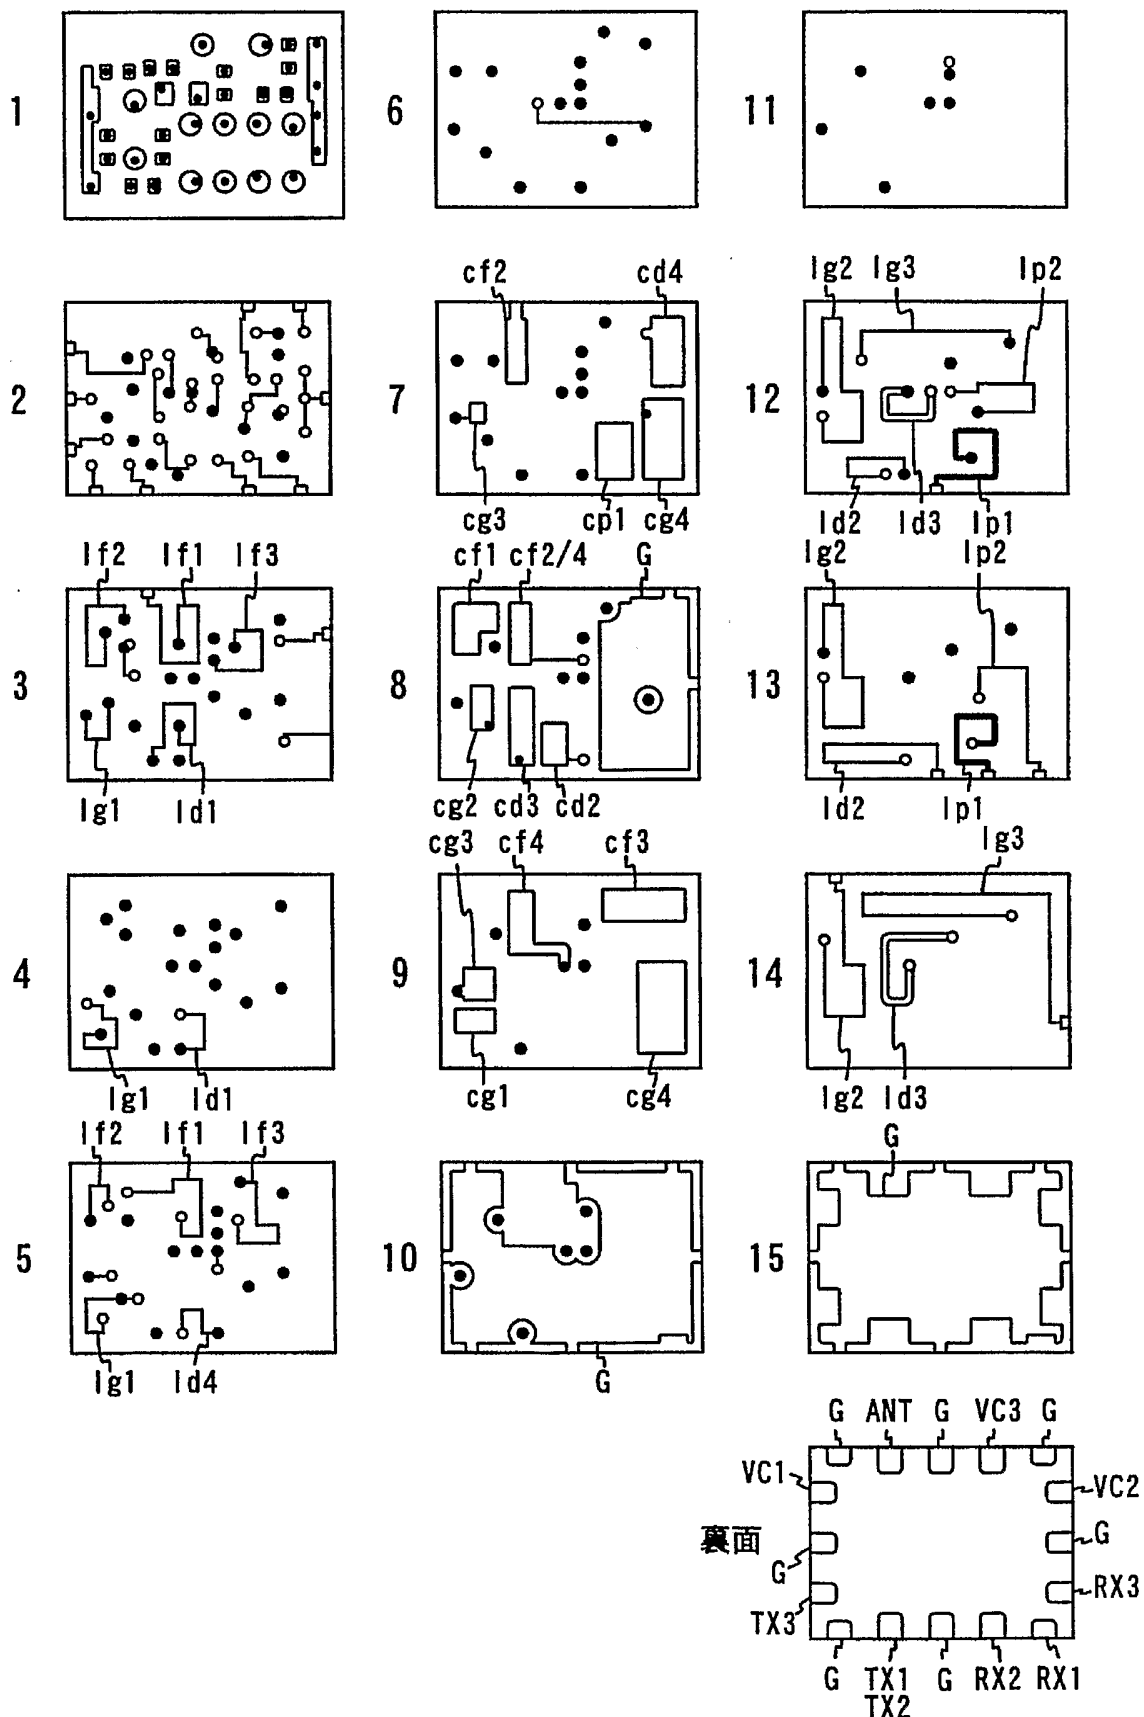 1
6
11
cf2 cd4
lg2 lg3 lp2
2
7
12
cg3 cp1 cg4
ld2 ld3 lp1
lf2 lf1 lf3
cf1 cf2/4 G
lg2 lp2
3
8
13
lg1 ld1
cg2 cd3 cd2
ld2 lp1
cg3 cf4 cf3
lg3
4
9
14
lg1 ld1
cg1 cg4
lg2 ld3
lf2 lf1 lf3
G
5
10
15
lg1 ld4
G
G ANT G VC3 G
VC1 VC2
裏面
G G
TX3 RX3
G TX1 G RX2 RX1
TX2